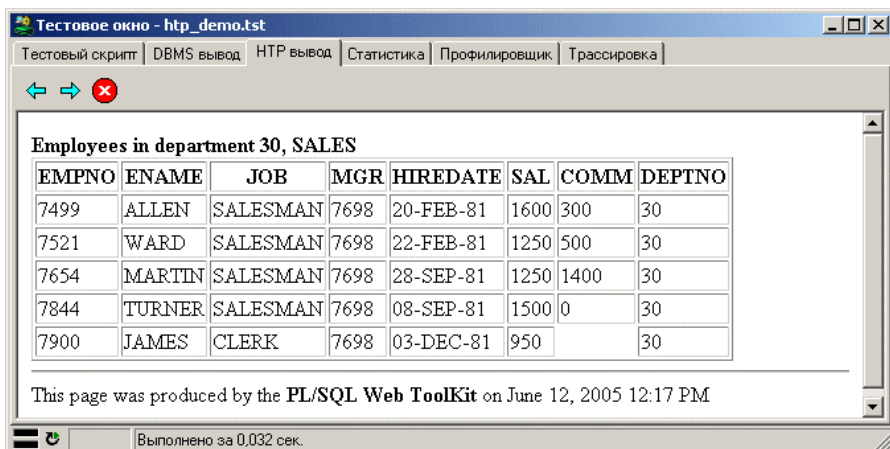 Тестовое окно - htp_demo.tst
Тестовый скрипт DBMS вывод HTP вывод Статистика Профилировщик Трассировка
Employees in department 30, SALES
EMPNO ENAME JOB MGR HIREDATE SAL COMM DEPTNO
7499 ALLEN SALESMAN 7698 20-FEB-81 1600 300 30
7521 WARD SALESMAN 7698 22-FEB-81 1250 500 30
7654 MARTIN SALESMAN 7698 28-SEP-81 1250 1400 30
7844 TURNER SALESMAN 7698 08-SEP-81 1500 0 30
7900 JAMES CLERK 7698 03-DEC-81 950 30
This page was produced by the PL/SQL Web ToolKit on June 12, 2005 12:17 PM
Выполнено за 0,032 сек.